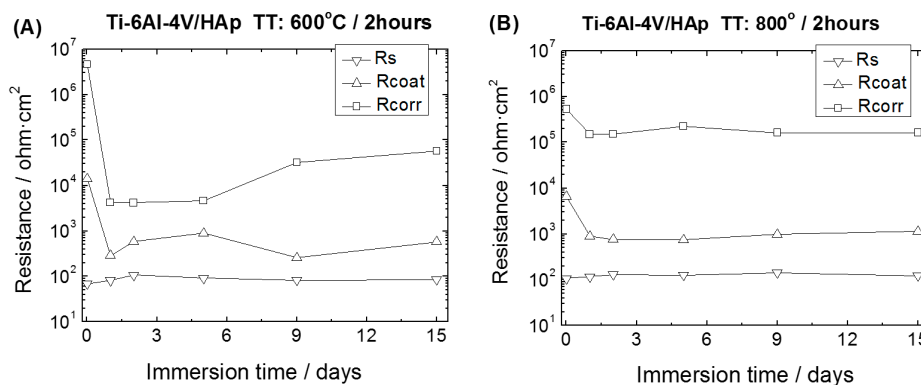 (A) Ti-6Al-4V/HAp TT: 600°C / 2hours
10⁷
10⁶
10⁵
10⁴
10³
10²
10¹
Resistance / ohm·cm²
Rs
Rcoat
Rcorr
0 3 6 9 12 15
Immersion time / days
(B) Ti-6Al-4V/HAp TT: 800° / 2hours
10⁷
10⁶
10⁵
10⁴
10³
10²
10¹
Resistance / ohm·cm²
Rs
Rcoat
Rcorr
0 3 6 9 12 15
Immersion time / days